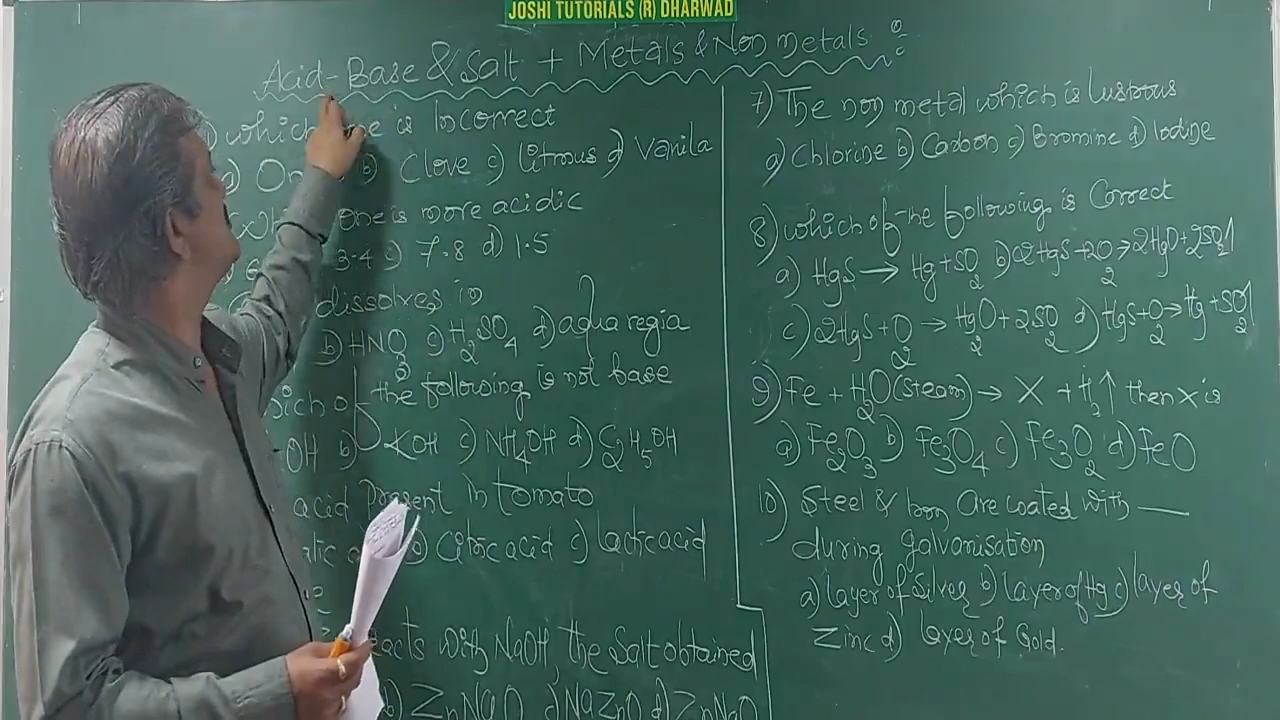 JOSHI TUTORIALS (R) DHARWAD
Acid-Base & Salt + Metals & Non metals :
which is Incorrect
a) On b) Clove c) Citrous d) Vanila
one is more acidic
3-4 c) 7.8 d) 1.5
dissolves in
b) HNO3 c) H2SO4 d) aqua regia
the following is not base
OH b) KOH c) NH4OH d) C2H5OH
acid Present in tomato
Citric acid c) lactic acid
with NaOH, the Salt obtained
7) The non metal which is lustrous
a) Chlorine b) Carbon c) Bromine d) Iodine
8) which of the following is Correct
a) HgS → Hg + SO2 b) 2HgS + 2O2 → 2HgO + 2SO2↑
c) 2HgS + O2 → H2O + 2SO2 d) HgS + O2 → Hg + SO2↑
9) Fe + H2O (steam) → X + H2↑ then X is
a) Fe2O3 b) Fe3O4 c) Fe3O2 d) FeO
10) Steel & Iron Are coated with —
during galvanisation
a) layer of Silver b) layer of Hg c) layer of
Zinc d) layer of Gold.